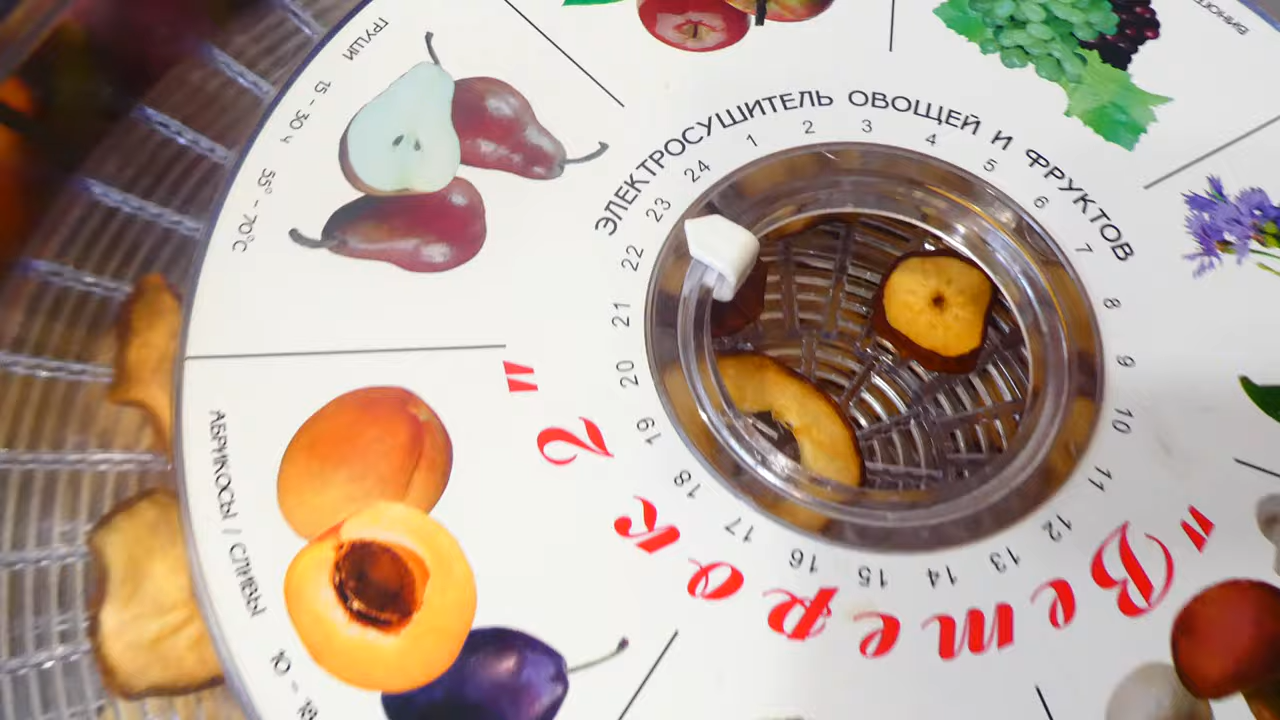 ЭЛЕКТРОСУШИТЕЛЬ ОВОЩЕЙ И ФРУКТОВ
1 2 3 4 5 6 7 8 9 10 11 12 13 14 15 16 17 18 19 20 21 22 23 24
"Ветерок 2"
ГРУШИ
15 - 30 ч
55° - 70°С
АБРИКОСЫ / СЛИВЫ